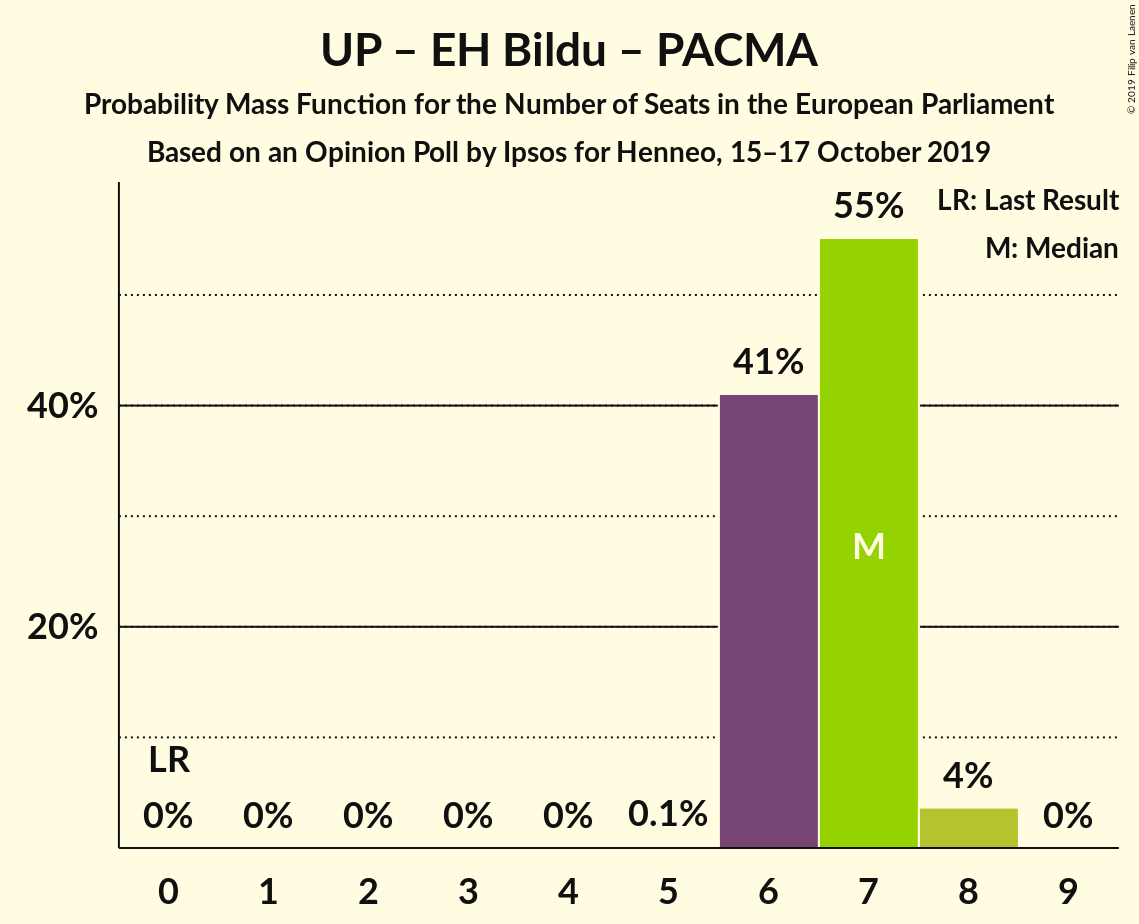 UP – EH Bildu – PACMA
Probability Mass Function for the Number of Seats in the European Parliament
Based on an Opinion Poll by Ipsos for Henneo, 15–17 October 2019
© 2019 Filip van Laenen
LR: Last Result
M: Median
55%
41%
40%
M
20%
LR
4%
0%
0%
0%
0%
0%
0.1%
0%
0
1
2
3
4
5
6
7
8
9